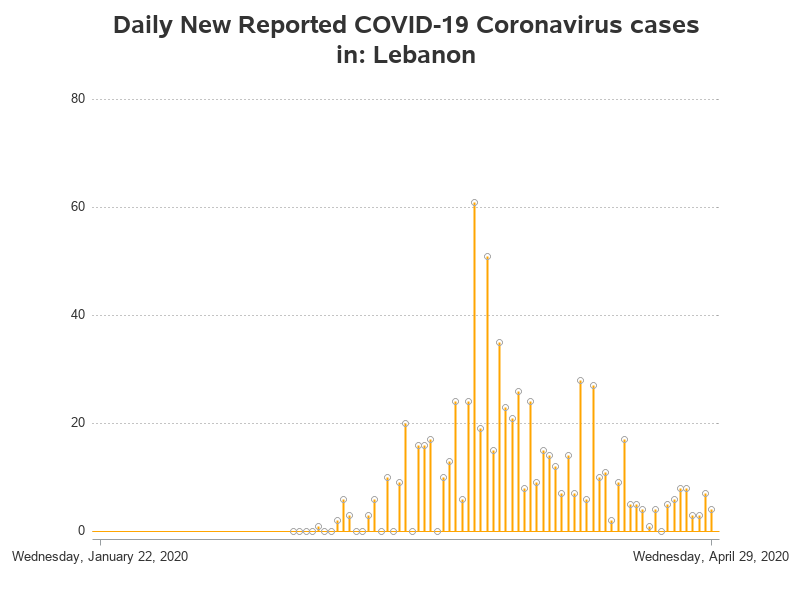 Daily New Reported COVID-19 Coronavirus cases
in: Lebanon
80
60
40
20
0
Wednesday, January 22, 2020 Wednesday, April 29, 2020